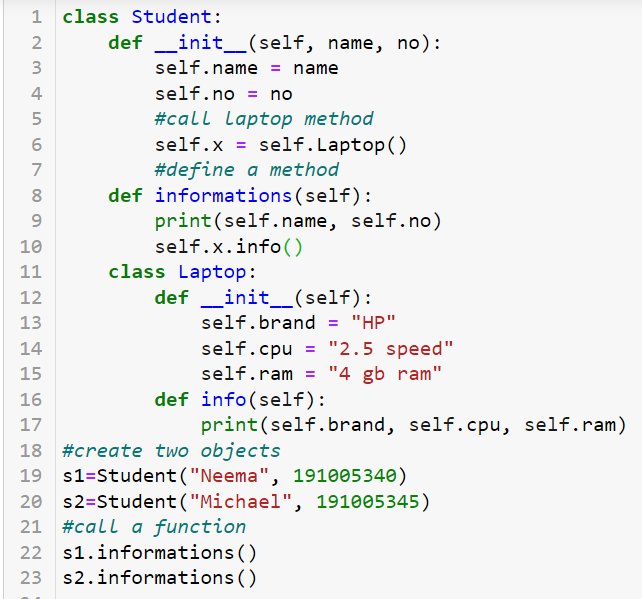 1 class Student:
2     def __init__(self, name, no):
3         self.name = name
4         self.no = no
5         #call laptop method
6         self.x = self.Laptop()
7         #define a method
8     def informations(self):
9         print(self.name, self.no)
10         self.x.info()
11     class Laptop:
12         def __init__(self):
13             self.brand = "HP"
14             self.cpu = "2.5 speed"
15             self.ram = "4 gb ram"
16         def info(self):
17             print(self.brand, self.cpu, self.ram)
18 #create two objects
19 s1=Student("Neema", 191005340)
20 s2=Student("Michael", 191005345)
21 #call a function
22 s1.informations()
23 s2.informations()